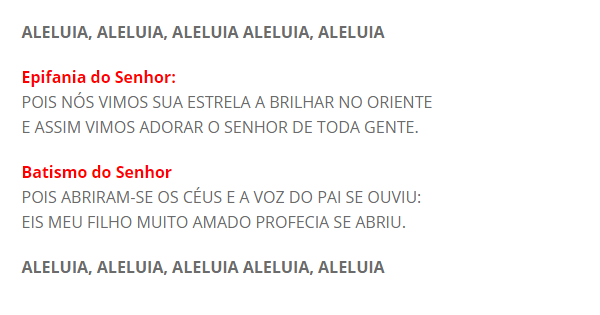 ALELUIA, ALELUIA, ALELUIA ALELUIA, ALELUIA
Epifania do Senhor:
POIS NÓS VIMOS SUA ESTRELA A BRILHAR NO ORIENTE
E ASSIM VIMOS ADORAR O SENHOR DE TODA GENTE.
Batismo do Senhor
POIS ABRIRAM-SE OS CÉUS E A VOZ DO PAI SE OUVIU:
EIS MEU FILHO MUITO AMADO PROFECIA SE ABRIU.
ALELUIA, ALELUIA, ALELUIA ALELUIA, ALELUIA